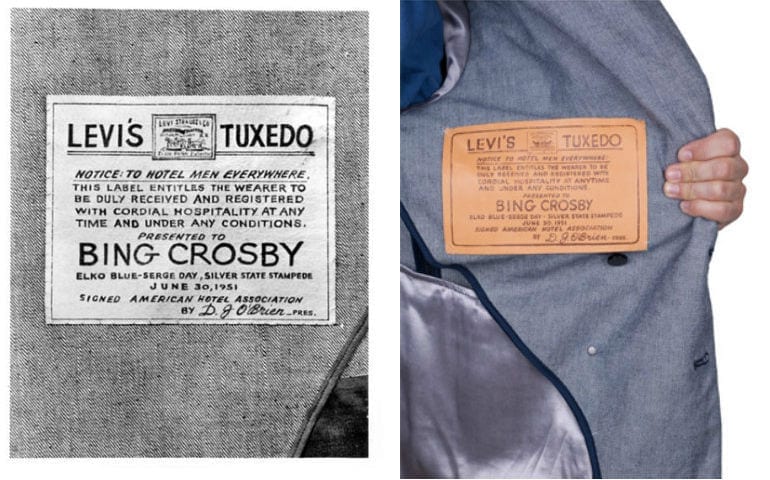 LEVI'S LEVI STRAUSS & CO TUXEDO
NOTICE: TO HOTEL MEN EVERYWHERE.
THIS LABEL ENTITLES THE WEARER TO
BE DULY RECEIVED AND REGISTERED
WITH CORDIAL HOSPITALITY AT ANY
TIME AND UNDER ANY CONDITIONS.
PRESENTED TO
BING CROSBY
ELKO BLUE-SERGE DAY, SILVER STATE STAMPEDE
JUNE 30, 1951
SIGNED AMERICAN HOTEL ASSOCIATION
BY D. J O'Brien - PRES.
LEVI'S TUXEDO
NOTICE TO HOTEL MEN EVERYWHERE:
THIS LABEL ENTITLES THE WEARER TO BE
DULY RECEIVED AND REGISTERED WITH
CORDIAL HOSPITALITY AT ANYTIME
AND UNDER ANY CONDITIONS.
PRESENTED TO
BING CROSBY
ELKO BLUE-SERGE DAY - SILVER STATE STAMPEDE
JUNE 30, 1951
SIGNED AMERICAN HOTEL ASSOCIATION
BY D. J O'Brien - PRES.